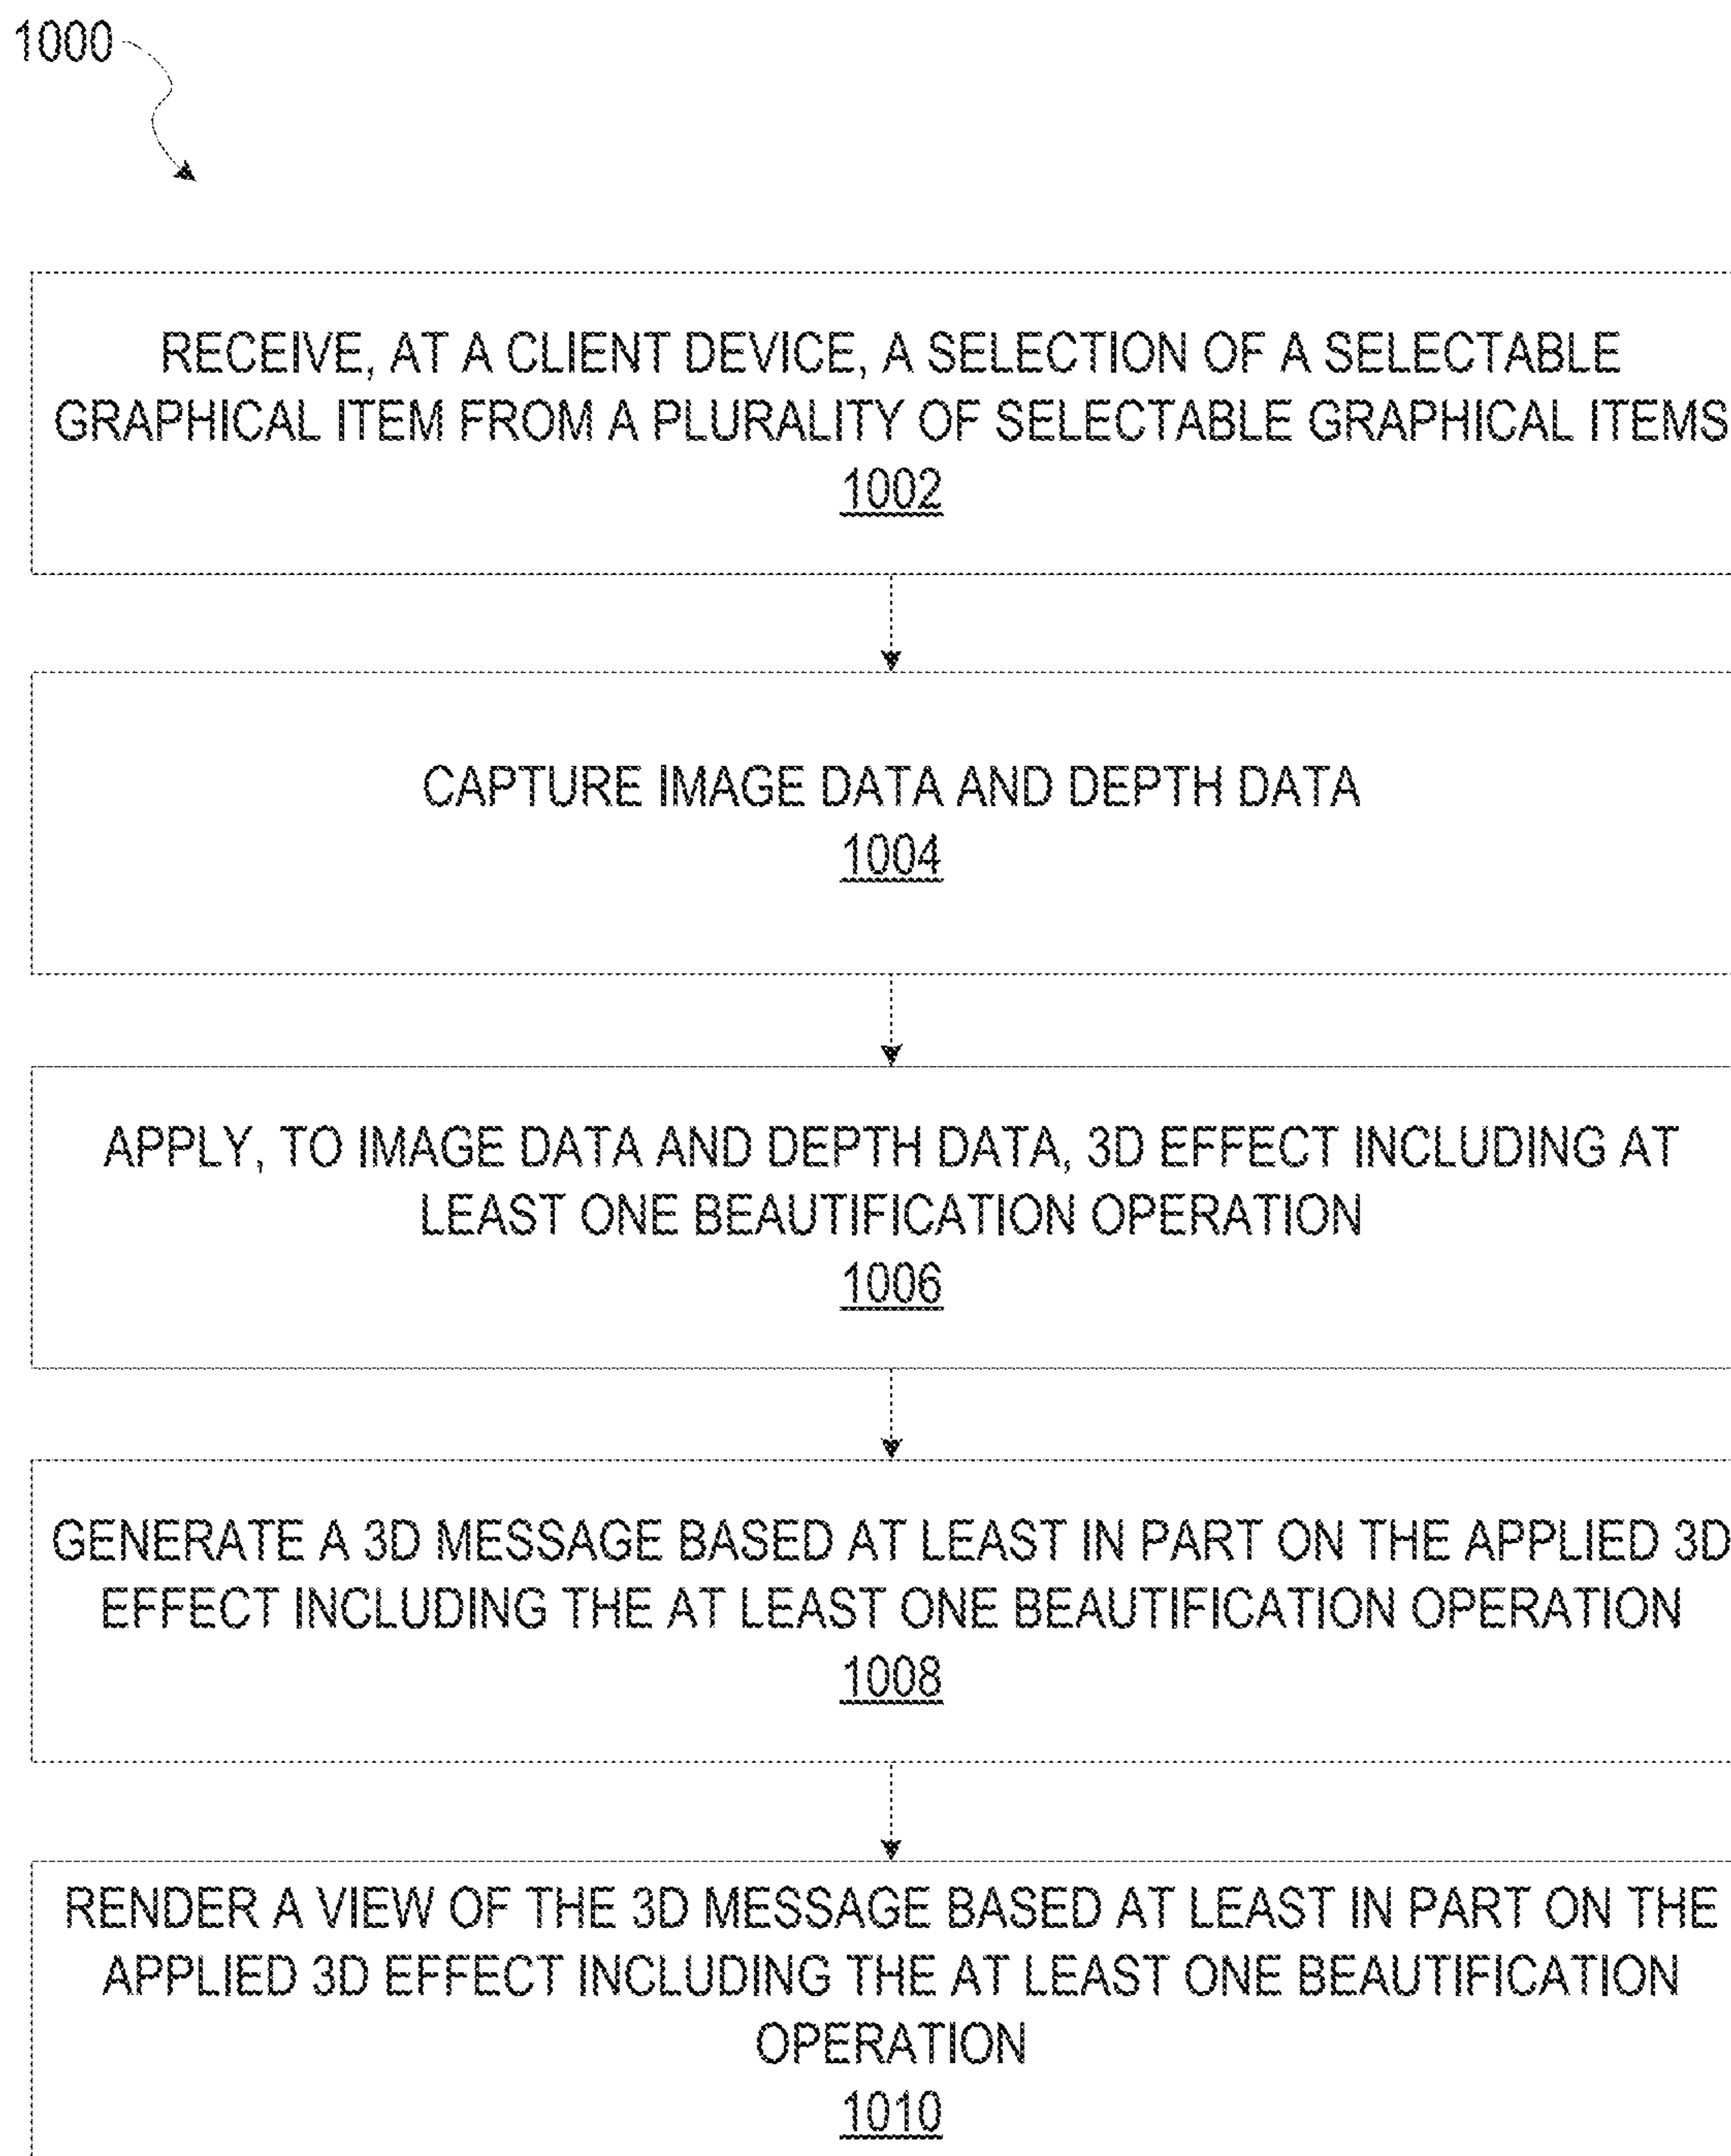 1000
RECEIVE, AT A CLIENT DEVICE, A SELECTION OF A SELECTABLE
GRAPHICAL ITEM FROM A PLURALITY OF SELECTABLE GRAPHICAL ITEMS
1002
CAPTURE IMAGE DATA AND DEPTH DATA
1004
APPLY, TO IMAGE DATA AND DEPTH DATA, 3D EFFECT INCLUDING AT
LEAST ONE BEAUTIFICATION OPERATION
1006
GENERATE A 3D MESSAGE BASED AT LEAST IN PART ON THE APPLIED 3D
EFFECT INCLUDING THE AT LEAST ONE BEAUTIFICATION OPERATION
1008
RENDER A VIEW OF THE 3D MESSAGE BASED AT LEAST IN PART ON THE
APPLIED 3D EFFECT INCLUDING THE AT LEAST ONE BEAUTIFICATION
OPERATION
1010